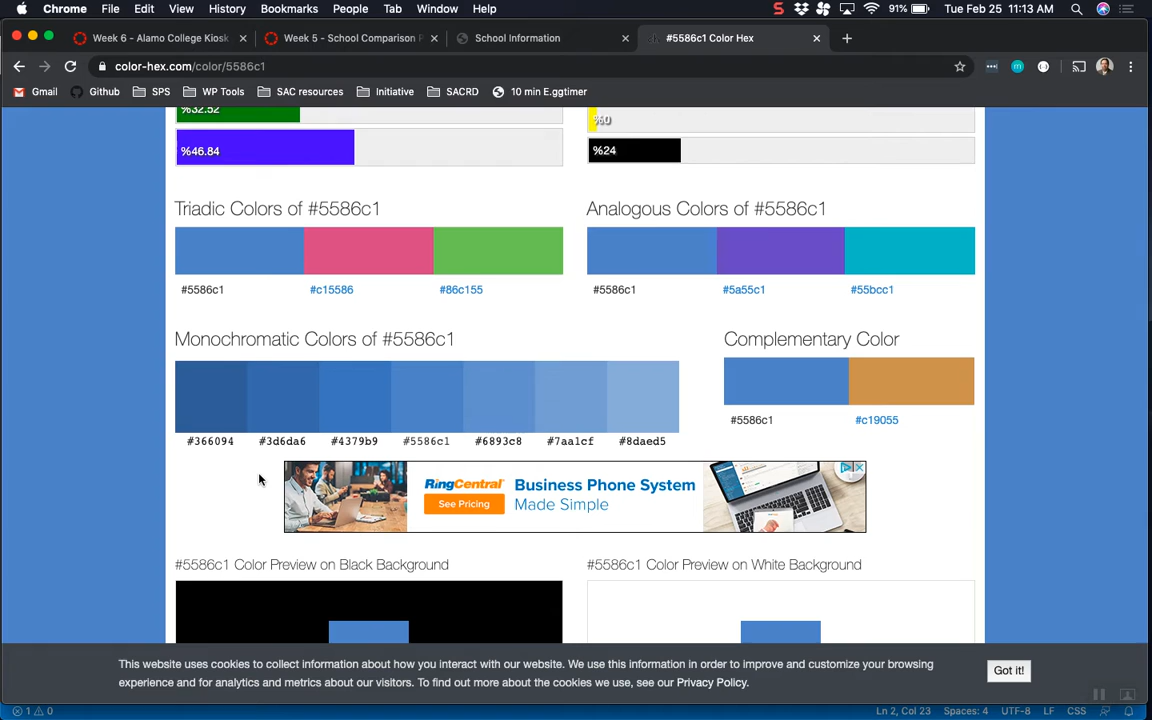 Chrome File Edit View History Bookmarks People Tab Window Help 91% Tue Feb 25 11:13 AM
Week 6 - Alamo College Kiosk Week 5 - School Comparison P School Information #5586c1 Color Hex
color-hex.com/color/5586c1
Gmail Github SPS WP Tools SAC resources Initiative SACRD 10 min E.ggtimer
%32.52 %0
%46.84 %24
Triadic Colors of #5586c1 Analogous Colors of #5586c1
#5586c1 #c15586 #86c155 #5586c1 #5a55c1 #55bcc1
Monochromatic Colors of #5586c1 Complementary Color
#5586c1 #c19055
#366094 #3d6da6 #4379b9 #5586c1 #6893c8 #7aa1cf #8daed5
RingCentral Business Phone System
See Pricing Made Simple
#5586c1 Color Preview on Black Background #5586c1 Color Preview on White Background
This website uses cookies to collect information about how you interact with our website. We use this information in order to improve and customize your browsing
experience and for analytics and metrics about our visitors. To find out more about the cookies we use, see our Privacy Policy.
Got it!
1 0 Ln 2, Col 23 Spaces: 4 UTF-8 LF CSS